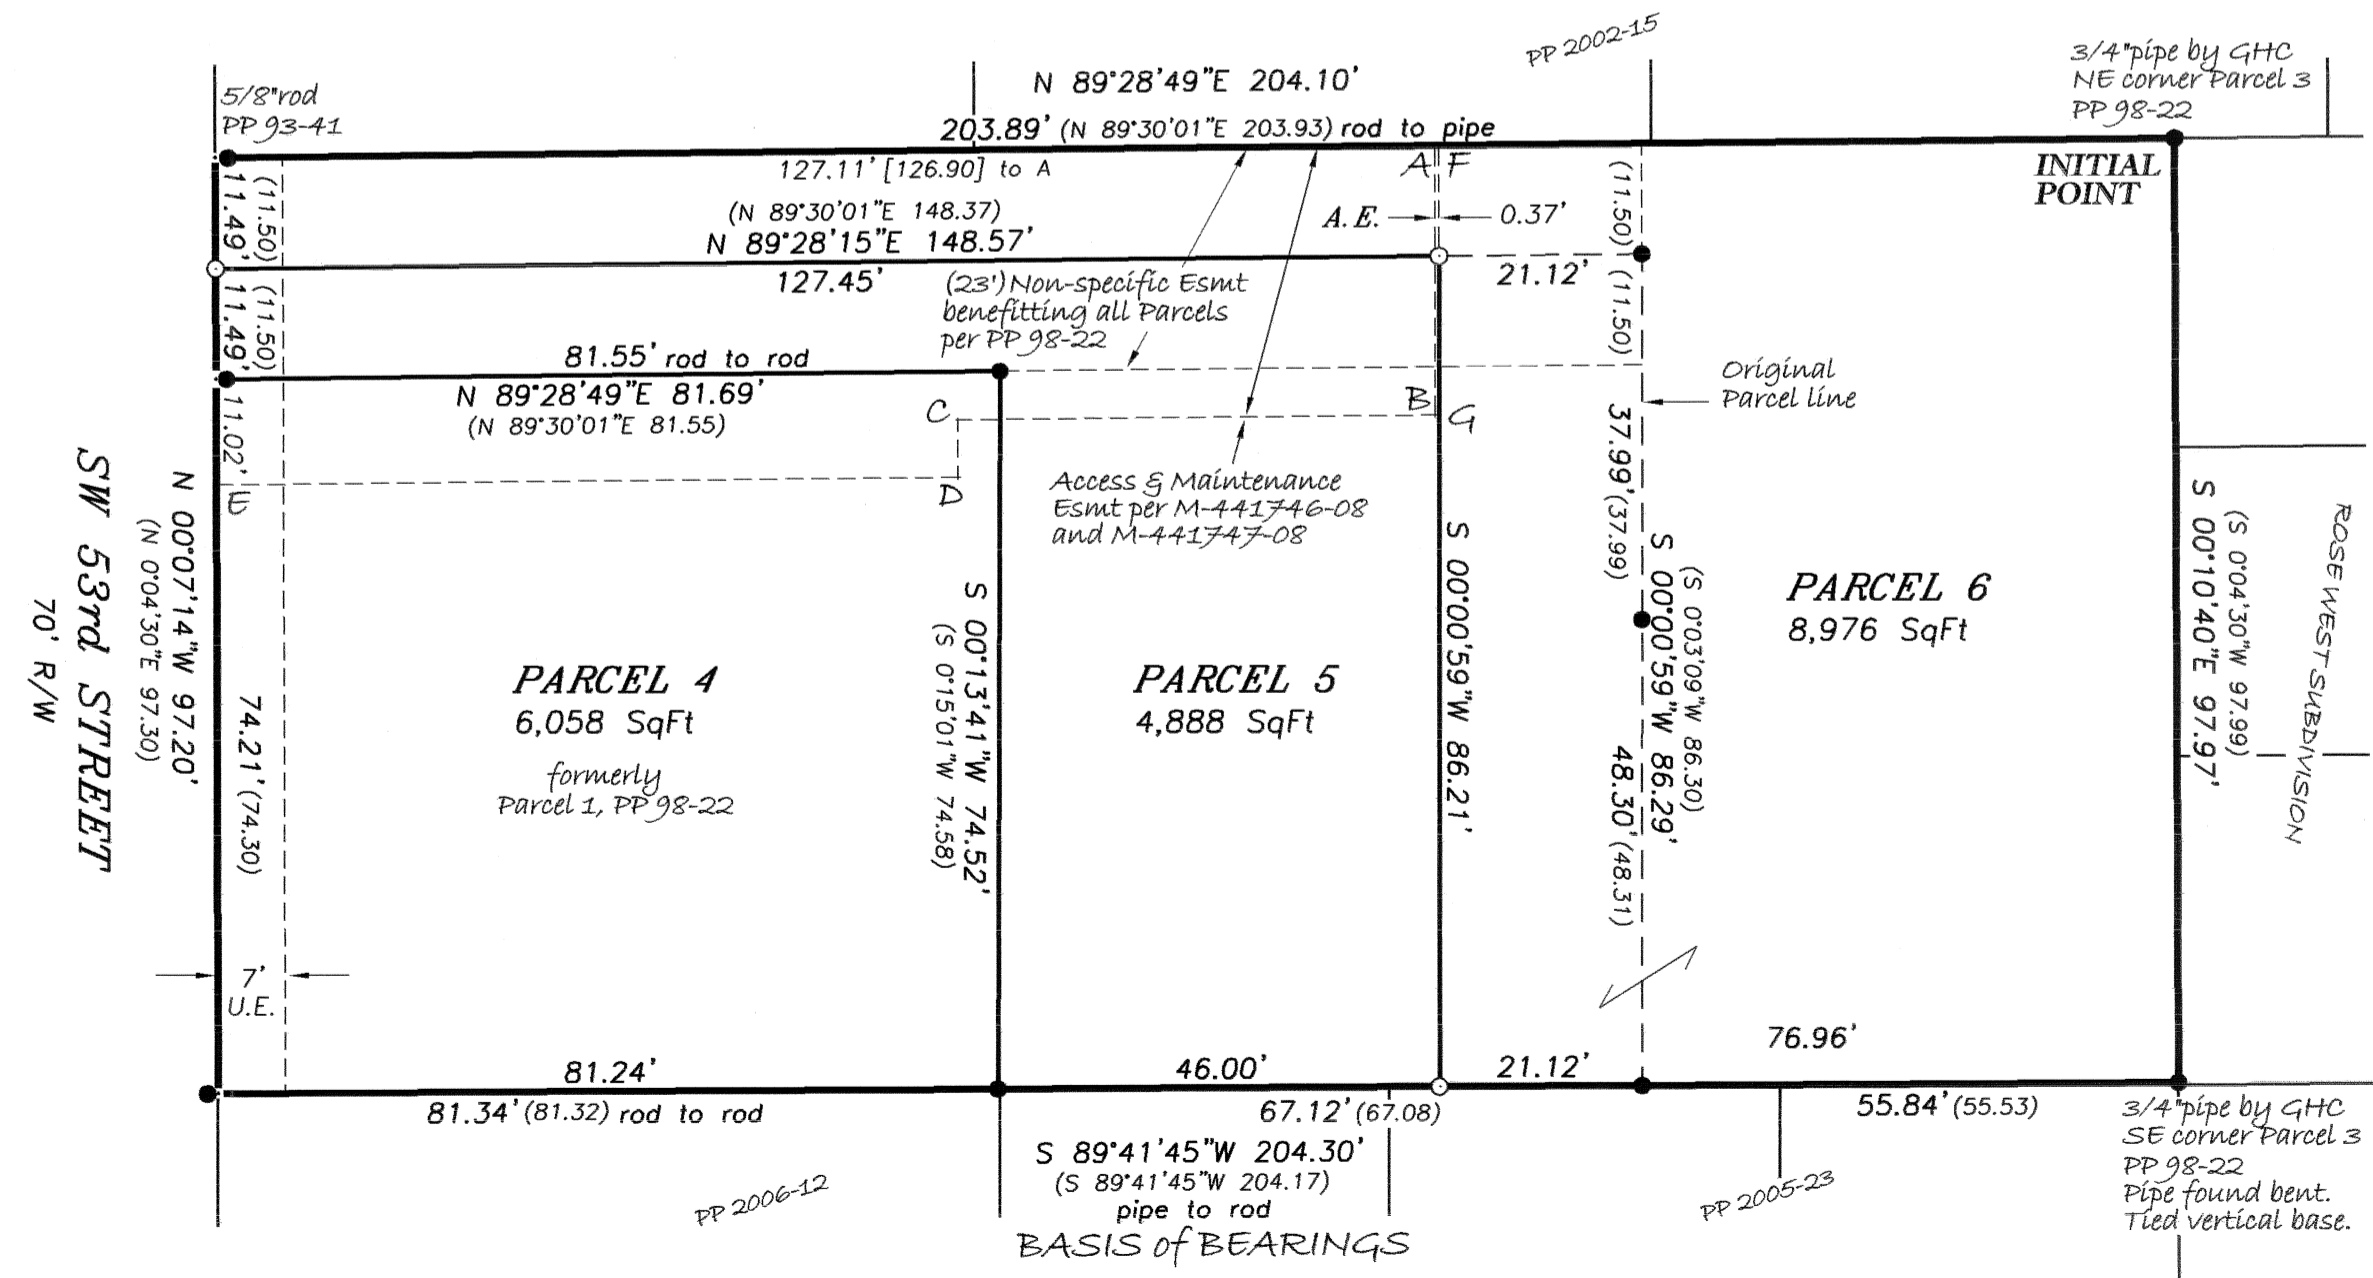 PP 2002-15
3/4"pipe by GHC
NE corner Parcel 3
PP 98-22
5/8"rod
PP 93-41
N 89°28'49"E 204.10'
203.89' (N 89°30'01"E 203.93) rod to pipe
127.11' [126.90] to A
A F
INITIAL
POINT
(11.50)
11.49'
(11.50)
(N 89°30'01"E 148.37)
N 89°28'15"E 148.57'
A.E.
0.37'
127.45'
21.12'
(23') Non-specific Esmt
benefitting all Parcels
per PP 98-22
(11.50)
11.49'
(11.50)
81.55' rod to rod
N 89°28'49"E 81.69'
(N 89°30'01"E 81.55)
Original
Parcel line
C
B
G
11.02'
E
D
37.99' (37.99)
Access & Maintenance
Esmt per M-441746-08
and M-441747-08
SW 53rd STREET
70' R/W
N 00°07'14"W 97.20'
(N 0°04'30"E 97.30)
74.21' (74.30)
PARCEL 4
6,058 SqFt
formerly
Parcel 1, PP 98-22
S 00°13'41"W 74.52'
(S 0°15'01"W 74.58)
PARCEL 5
4,888 SqFt
S 00°00'59"W 86.21'
S 00°00'59"W 86.29'
(S 0°03'09"W 86.30)
48.30' (48.31)
PARCEL 6
8,976 SqFt
S 00°10'40"E 97.97'
(S 0°04'30"W 97.99)
ROSE WEST SUBDIVISION
7'
U.E.
81.24'
46.00'
21.12'
76.96'
81.34' (81.32) rod to rod
67.12' (67.08)
55.84' (55.53)
S 89°41'45"W 204.30'
(S 89°41'45"W 204.17)
pipe to rod
BASIS of BEARINGS
PP 2006-12
PP 2005-23
3/4"pipe by GHC
SE corner Parcel 3
PP 98-22
Pipe found bent.
Tied vertical base.